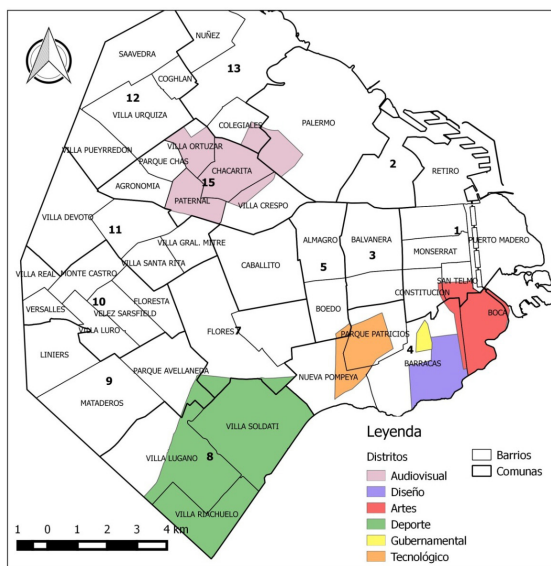 NUÑEZ
SAAVEDRA
COGHLAN
13
12
VILLA URQUIZA
COLEGIALES
PALERMO
VILLA ORTUZAR
VILLA PUEYRREDON
PARQUE CHAS
2
CHACARITA
RETIRO
15
AGRONOMIA
PATERNAL
VILLA CRESPO
VILLA DEVOTO
11
1
PUERTO MADERO
ALMAGRO
BALVANERA
VILLA GRAL. MITRE
MONSERRAT
VILLA SANTA RITA
CABALLITO
5
3
VILLA REAL
MONTE CASTRO
SAN TELMO
CONSTITUCIÓN
10
FLORESTA
VERSALLES
VELEZ SARSFIELD
BOEDO
BOCA
VILLA LURO
FLORES
7
PARQUE PATRICIOS
LINIERS
4
BARRACAS
PARQUE AVELLANEDA
NUEVA POMPEYA
9
MATADEROS
VILLA SOLDATI
VILLA LUGANO
8
VILLA RIACHUELO
Leyenda
Distritos
Audiovisual
Diseño
Artes
Deporte
Gubernamental
Tecnológico
Barrios
Comunas
1 0 1 2 3 4 km